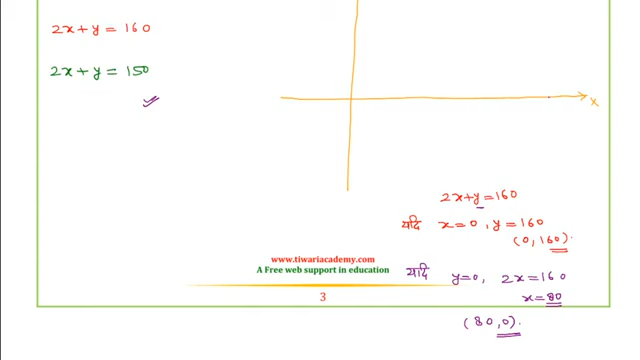 2x + y = 160
2x + y = 150
x
2x+y=160
यदि x=0, y=160
(0, 160).
यदि y=0, 2x=160
x=80
(80,0).
www.tiwariacademy.com
A Free web support in education
3